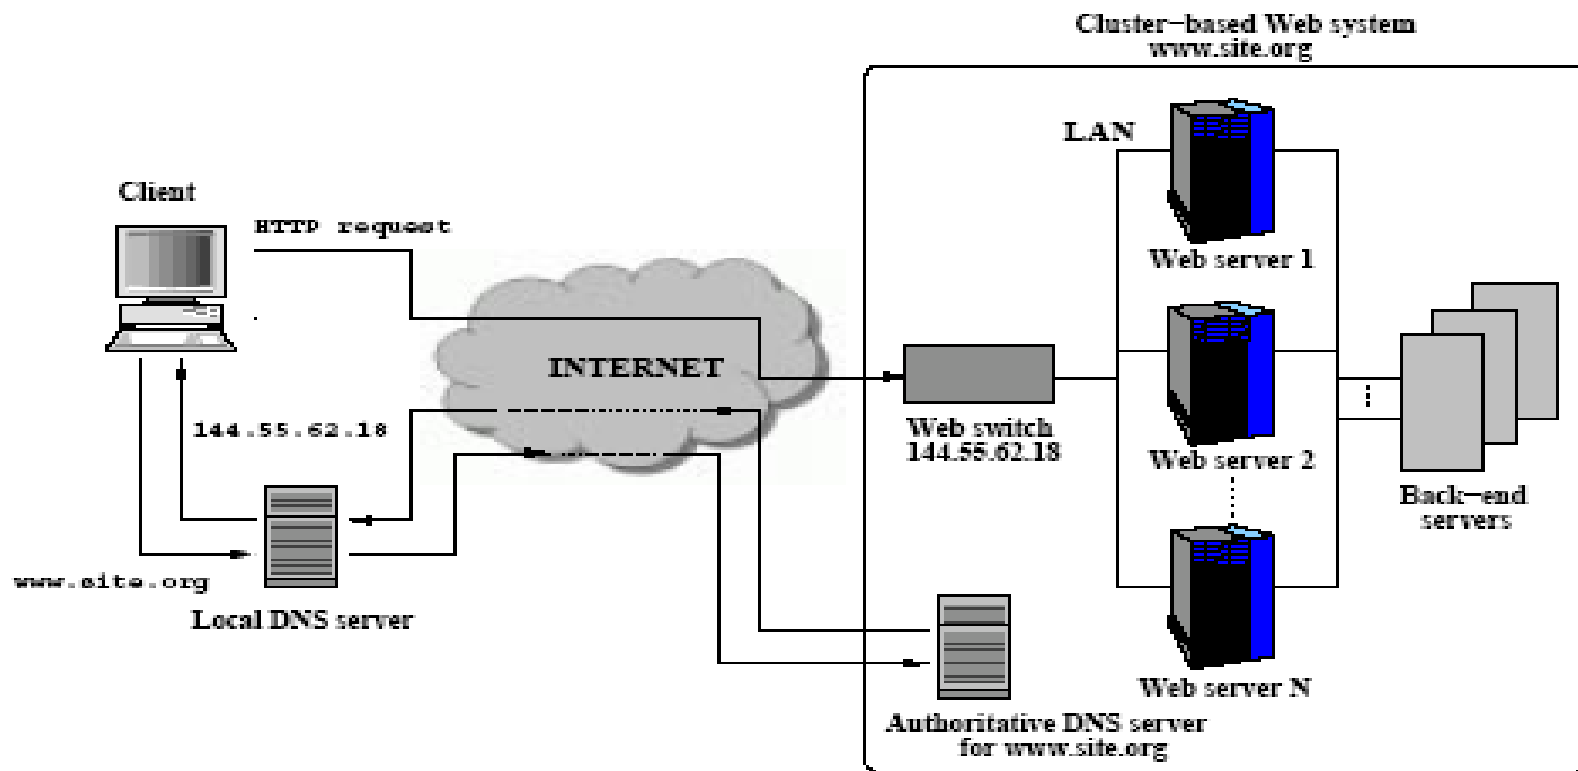 Cluster−based Web system
www.site.org
LAN
Client
HTTP request
Web server 1
INTERNET
144.55.62.18
Web switch
144.55.62.18
Web server 2
Back−end
servers
www.site.org
Local DNS server
Web server N
Authoritative DNS server
for www.site.org